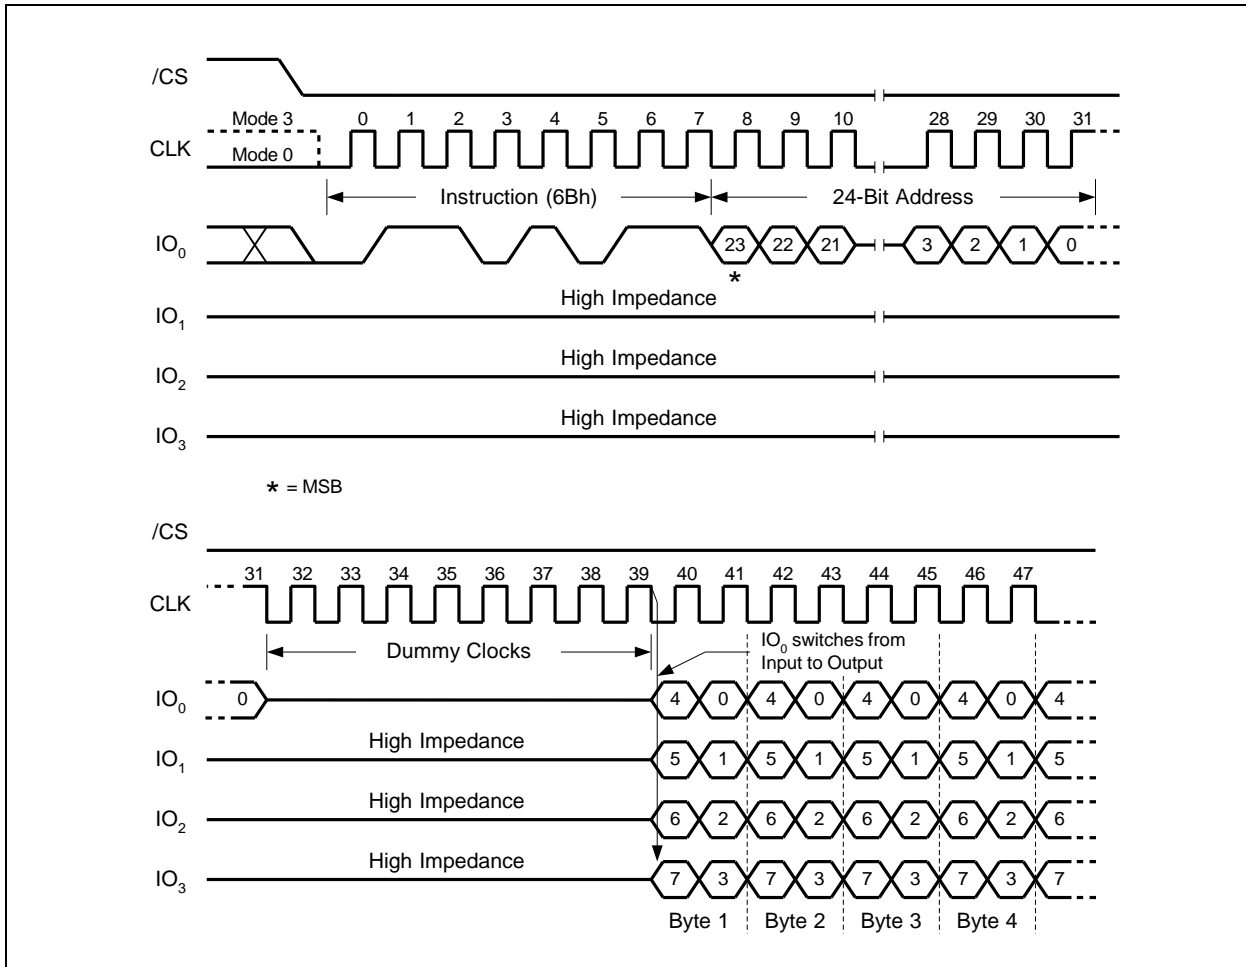 /CS
Mode 3 0 1 2 3 4 5 6 7 8 9 10 28 29 30 31
CLK
Mode 0
Instruction (6Bh) 24-Bit Address
IO0 23 22 21 3 2 1 0
*
High Impedance
IO1
High Impedance
IO2
High Impedance
IO3
* = MSB
/CS
31 32 33 34 35 36 37 38 39 40 41 42 43 44 45 46 47
CLK
Dummy Clocks
IO0 switches from
Input to Output
IO0 0 4 0 4 0 4 0 4 0 4
High Impedance
IO1 5 1 5 1 5 1 5 1 5
High Impedance
IO2 6 2 6 2 6 2 6 2 6
High Impedance
IO3 7 3 7 3 7 3 7 3 7
Byte 1 Byte 2 Byte 3 Byte 4